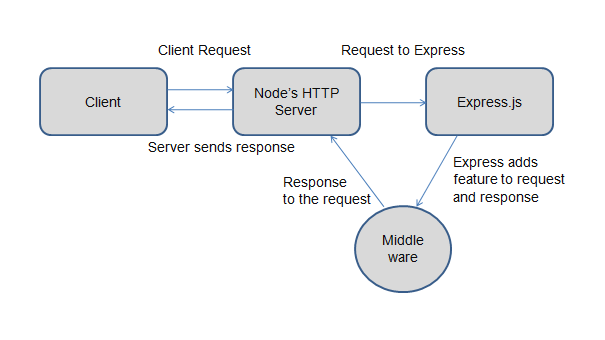 Client Request
Request to Express
Client
Node's HTTP
Server
Express.js
Server sends response
Express adds
feature to request
and response
Response
to the request
Middle
ware